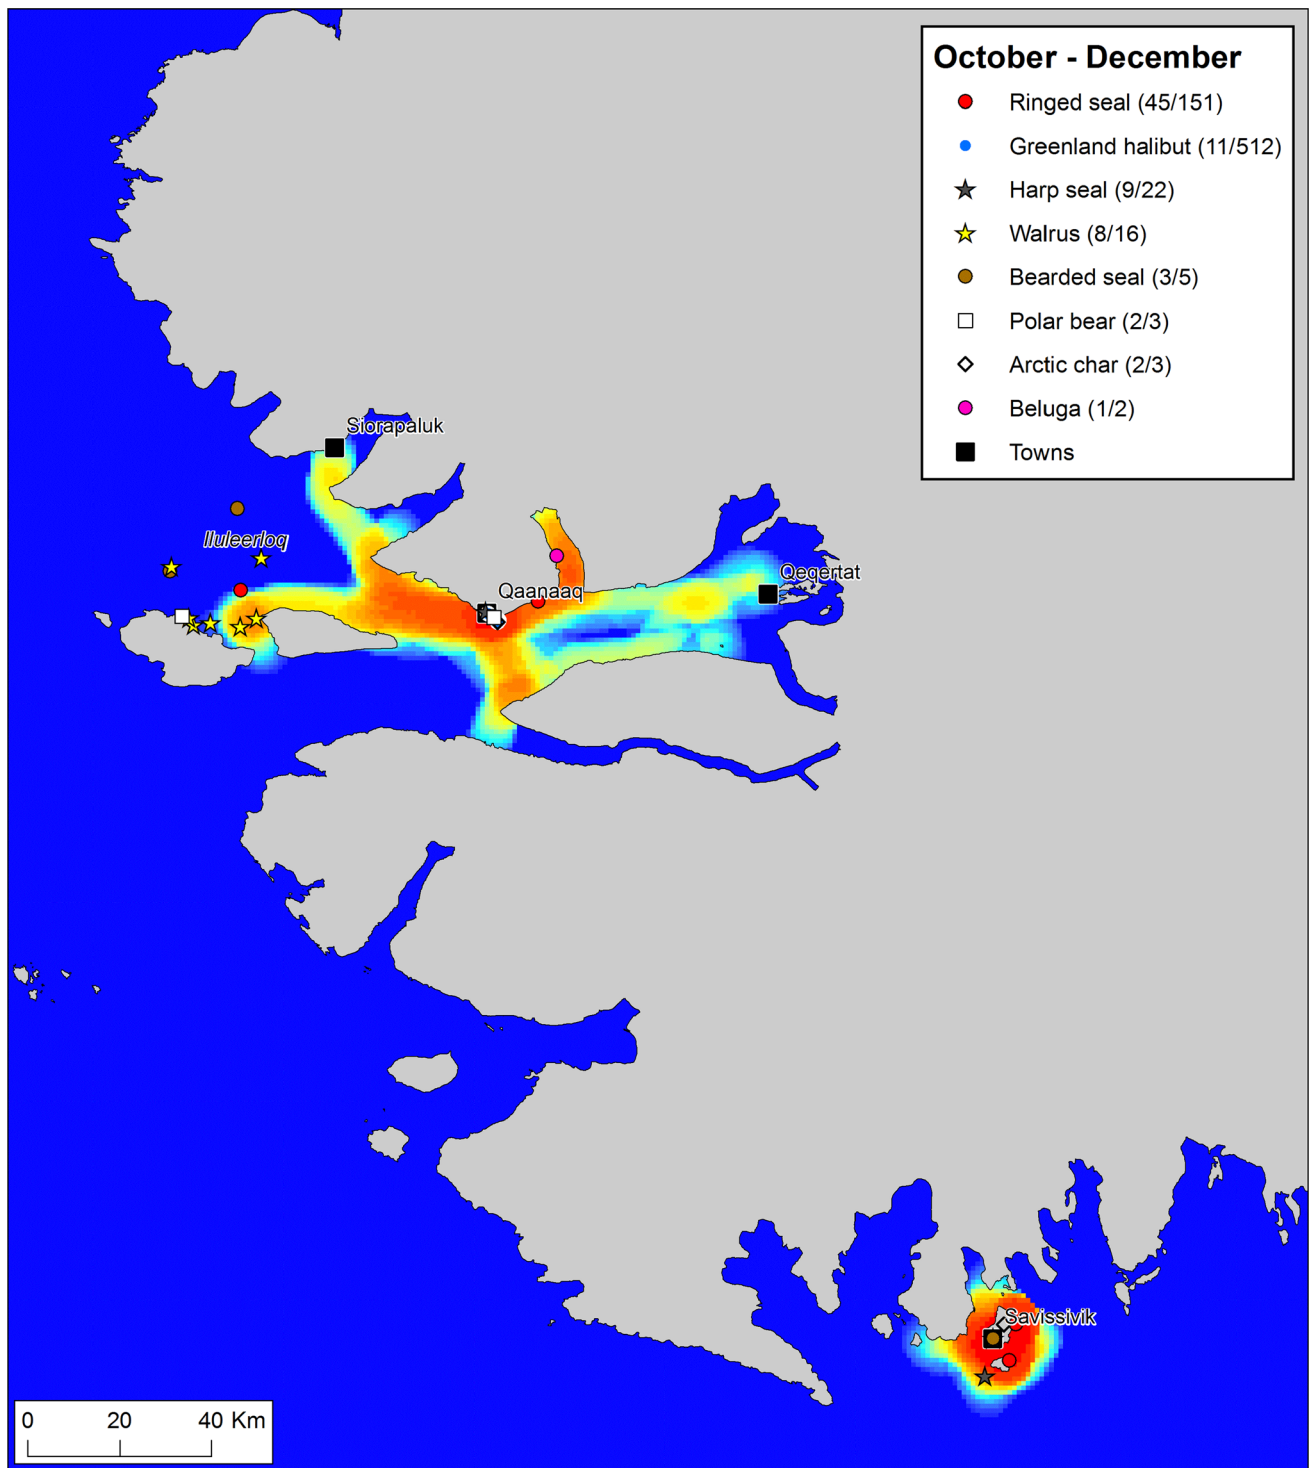 October - December
Ringed seal (45/151)
Greenland halibut (11/512)
Harp seal (9/22)
Walrus (8/16)
Bearded seal (3/5)
Polar bear (2/3)
Arctic char (2/3)
Beluga (1/2)
Towns
Siorapaluk
Iluleerloq
Qeqertat
Qaanaaq
Savissivik
0 20 40 Km